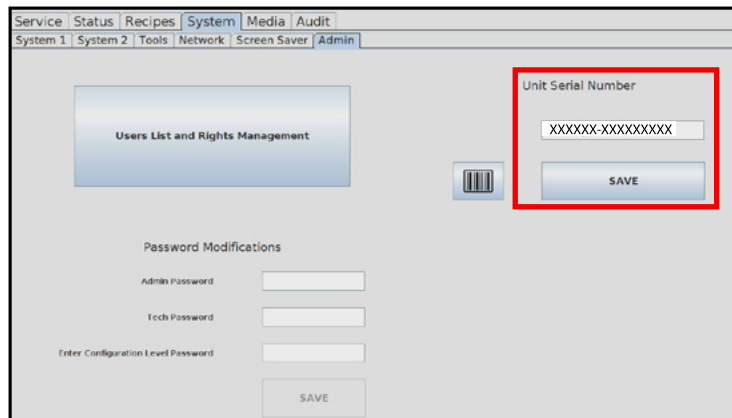 Service Status Recipes System Media Audit
System 1 System 2 Tools Network Screen Saver Admin
Unit Serial Number
Users List and Rights Management
XXXXXX-XXXXXXXXX
SAVE
Password Modifications
Admin Password
Tech Password
Enter Configuration Level Password
SAVE